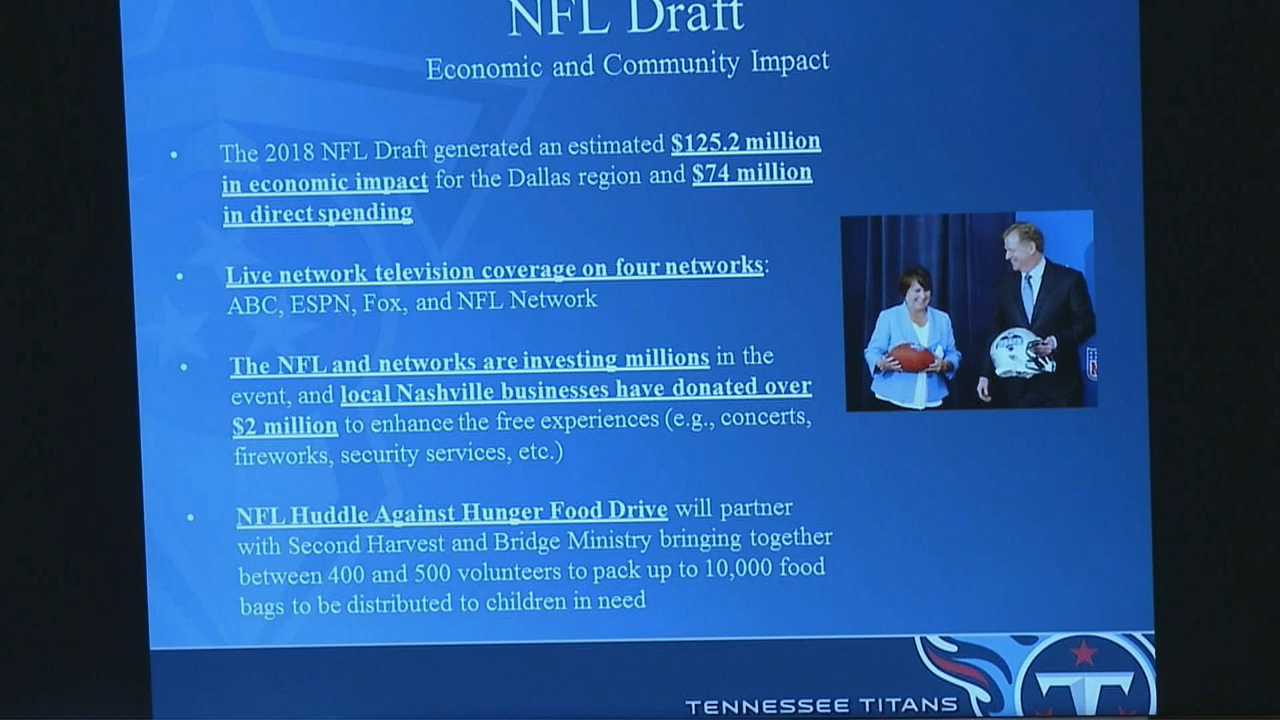 NFL Draft
Economic and Community Impact
• The 2018 NFL Draft generated an estimated $125.2 million
in economic impact for the Dallas region and $74 million
in direct spending
• Live network television coverage on four networks:
ABC, ESPN, Fox, and NFL Network
• The NFL and networks are investing millions in the
event, and local Nashville businesses have donated over
$2 million to enhance the free experiences (e.g., concerts,
fireworks, security services, etc.)
• NFL Huddle Against Hunger Food Drive will partner
with Second Harvest and Bridge Ministry bringing together
between 400 and 500 volunteers to pack up to 10,000 food
bags to be distributed to children in need
TENNESSEE TITANS
T